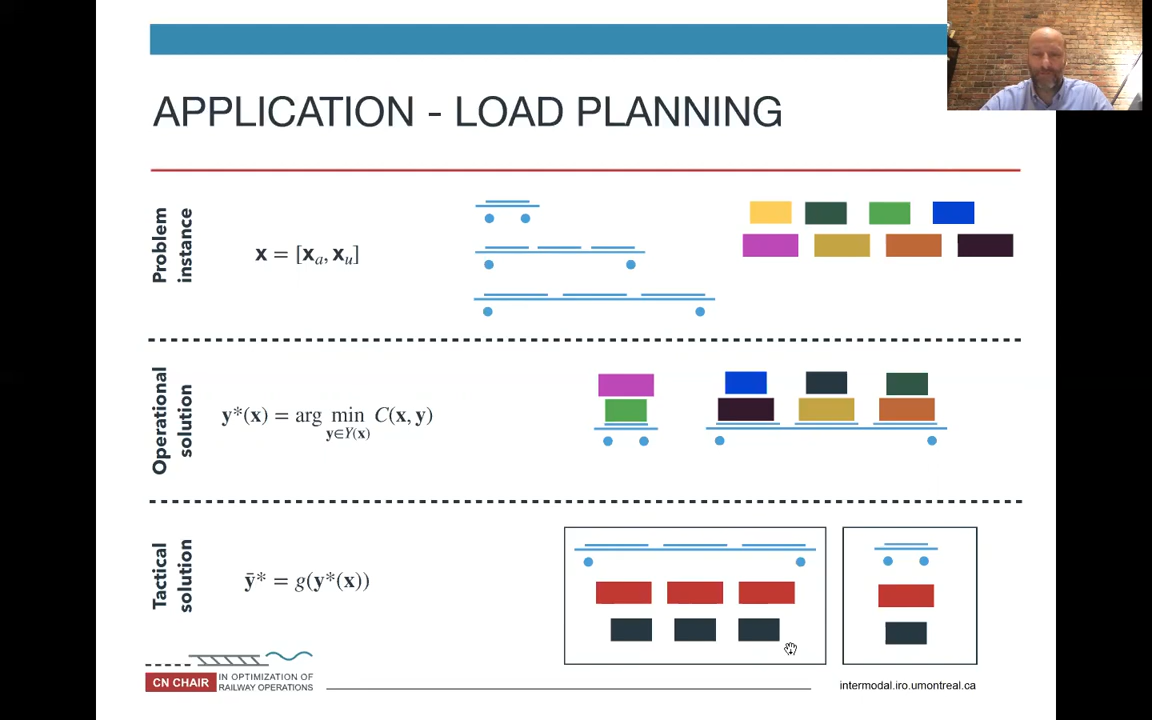 APPLICATION - LOAD PLANNING
Problem
instance
x = [xₐ, xᵤ]
Operational
solution
y*(x) = arg min C(x, y)
y∈Y(x)
Tactical
solution
ȳ* = g(y*(x))
CN CHAIR
IN OPTIMIZATION OF
RAILWAY OPERATIONS
intermodal.iro.umontreal.ca